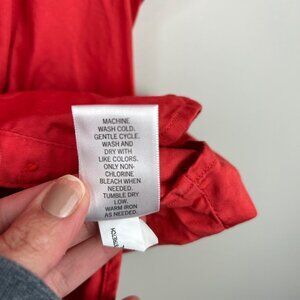 MACHINE
WASH COLD.
GENTLE CYCLE.
WASH AND
DRY WITH
LIKE COLORS.
ONLY NON-
CHLORINE
BLEACH WHEN
NEEDED.
TUMBLE DRY
LOW.
WARM IRON
AS NEEDED.